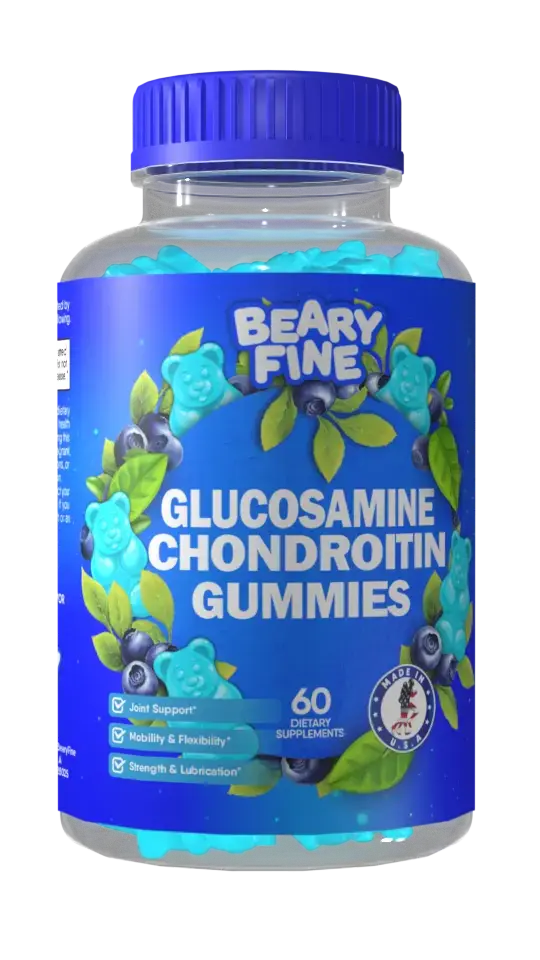 BEARY
FINE
GLUCOSAMINE
CHONDROITIN
GUMMIES
Joint Support*
Mobility & Flexibility*
Strength & Lubrication*
60
DIETARY
SUPPLEMENTS
MADE IN
U.S.A